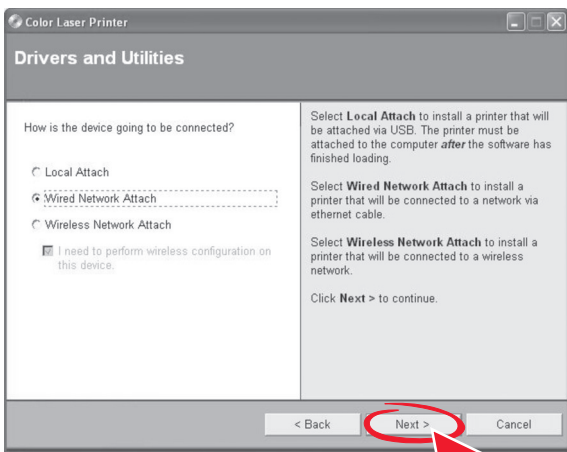 Color Laser Printer
Drivers and Utilities
How is the device going to be connected?
Local Attach
Wired Network Attach
Wireless Network Attach
I need to perform wireless configuration on
this device.
Select Local Attach to install a printer that will
be attached via USB. The printer must be
attached to the computer after the software has
finished loading.
Select Wired Network Attach to install a
printer that will be connected to a network via
ethernet cable.
Select Wireless Network Attach to install a
printer that will be connected to a wireless
network.
Click Next > to continue.
< Back Next > Cancel